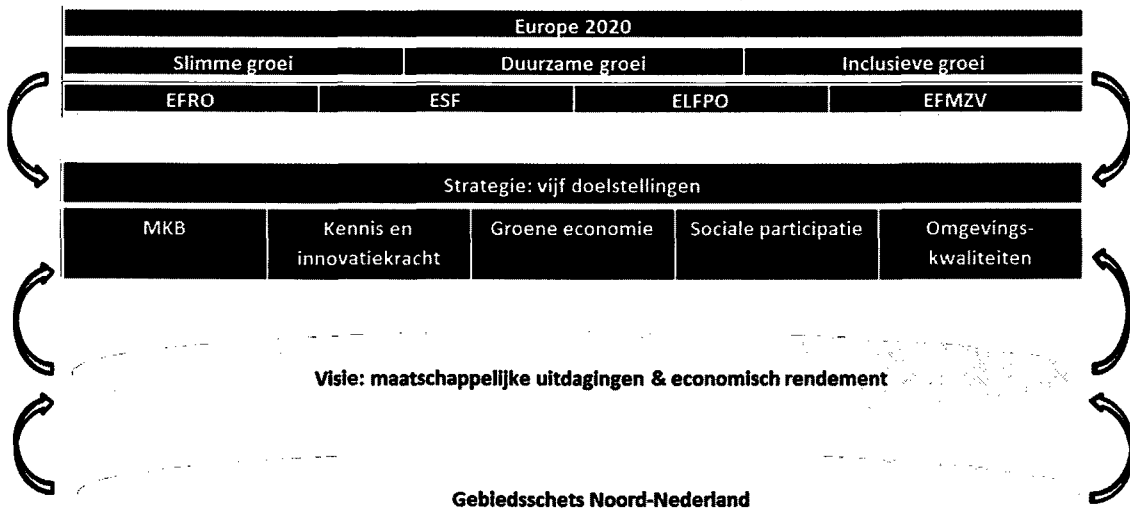 Europe 2020
Slimme groei Duurzame groei Inclusieve groei
EFRO ESF ELFPO EFMZV
Strategie: vijf doelstellingen
MKB Kennis en innovatiekracht Groene economie Sociale participatie Omgevings-kwaliteiten
Visie: maatschappelijke uitdagingen & economisch rendement
Gebiedsschets Noord-Nederland